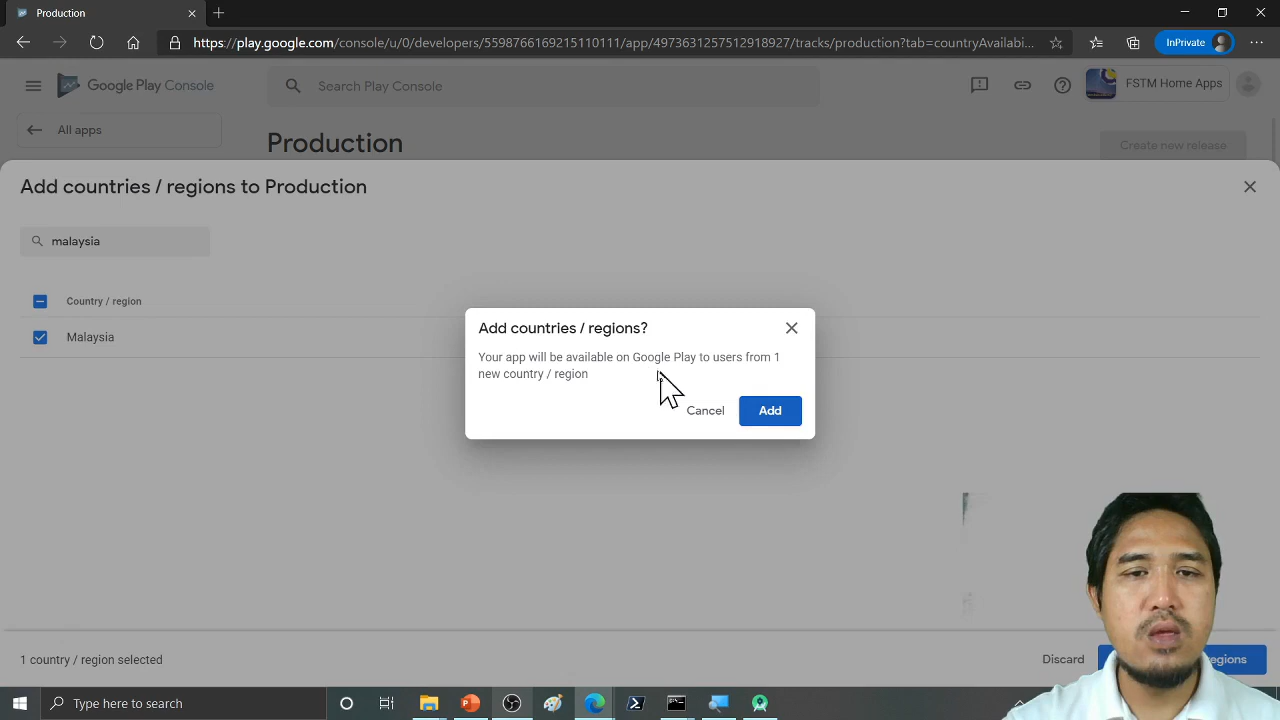 Production
https://play.google.com/console/u/0/developers/5598766169215110111/app/4973631257512918927/tracks/production?tab=countryAvailabi...
InPrivate
Google Play Console
Search Play Console
FSTM Home Apps
All apps
Production
Create new release
Add countries / regions to Production
malaysia
Country / region
Malaysia
Add countries / regions?
Your app will be available on Google Play to users from 1
new country / region
Cancel
Add
1 country / region selected
Discard
regions
Type here to search